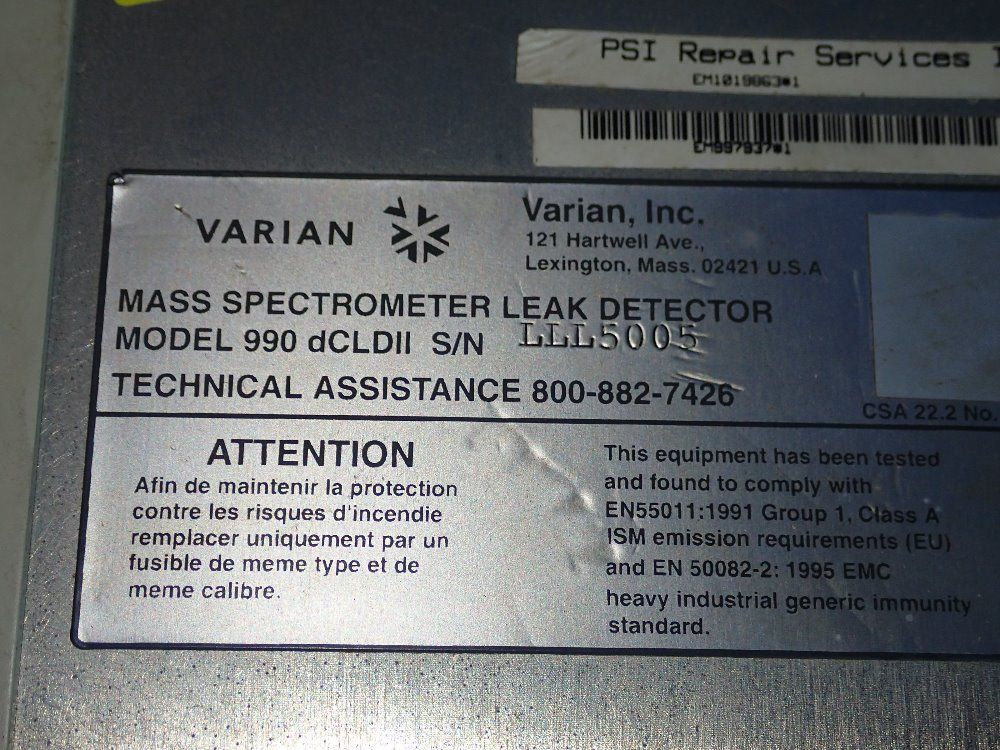 PSI Repair Services
EM1019863#1
EM997937#1
VARIAN
Varian, Inc.
121 Hartwell Ave.,
Lexington, Mass. 02421 U.S.A
MASS SPECTROMETER LEAK DETECTOR
MODEL 990 dCLDII S/N LLL5005
TECHNICAL ASSISTANCE 800-882-7426
CSA 22.2 No.
ATTENTION
Afin de maintenir la protection
contre les risques d'incendie
remplacer uniquement par un
fusible de meme type et de
meme calibre.
This equipment has been tested
and found to comply with
EN55011:1991 Group 1, Class A
ISM emission requirements (EU)
and EN 50082-2: 1995 EMC
heavy industrial generic immunity
standard.